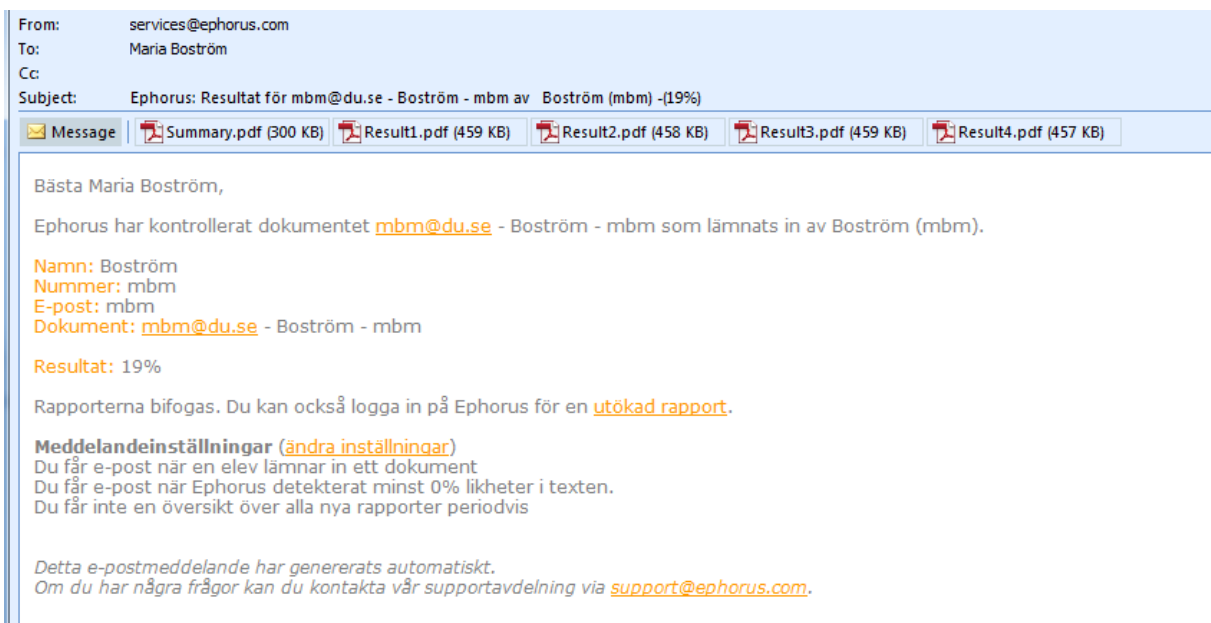 From: services@ephorus.com
To: Maria Boström
Cc:
Subject: Ephorus: Resultat för mbm@du.se - Boström - mbm av Boström (mbm) -(19%)
Message Summary.pdf (300 KB) Result1.pdf (459 KB) Result2.pdf (458 KB) Result3.pdf (459 KB) Result4.pdf (457 KB)
Bästa Maria Boström,
Ephorus har kontrollerat dokumentet mbm@du.se - Boström - mbm som lämnats in av Boström (mbm).
Namn: Boström
Nummer: mbm
E-post: mbm
Dokument: mbm@du.se - Boström - mbm
Resultat: 19%
Rapporterna bifogas. Du kan också logga in på Ephorus för en utökad rapport.
Meddelandeinställningar (ändra inställningar)
Du får e-post när en elev lämnar in ett dokument
Du får e-post när Ephorus detekterat minst 0% likheter i texten.
Du får inte en översikt över alla nya rapporter periodvis
Detta e-postmeddelande har genererats automatiskt.
Om du har några frågor kan du kontakta vår supportavdelning via support@ephorus.com.